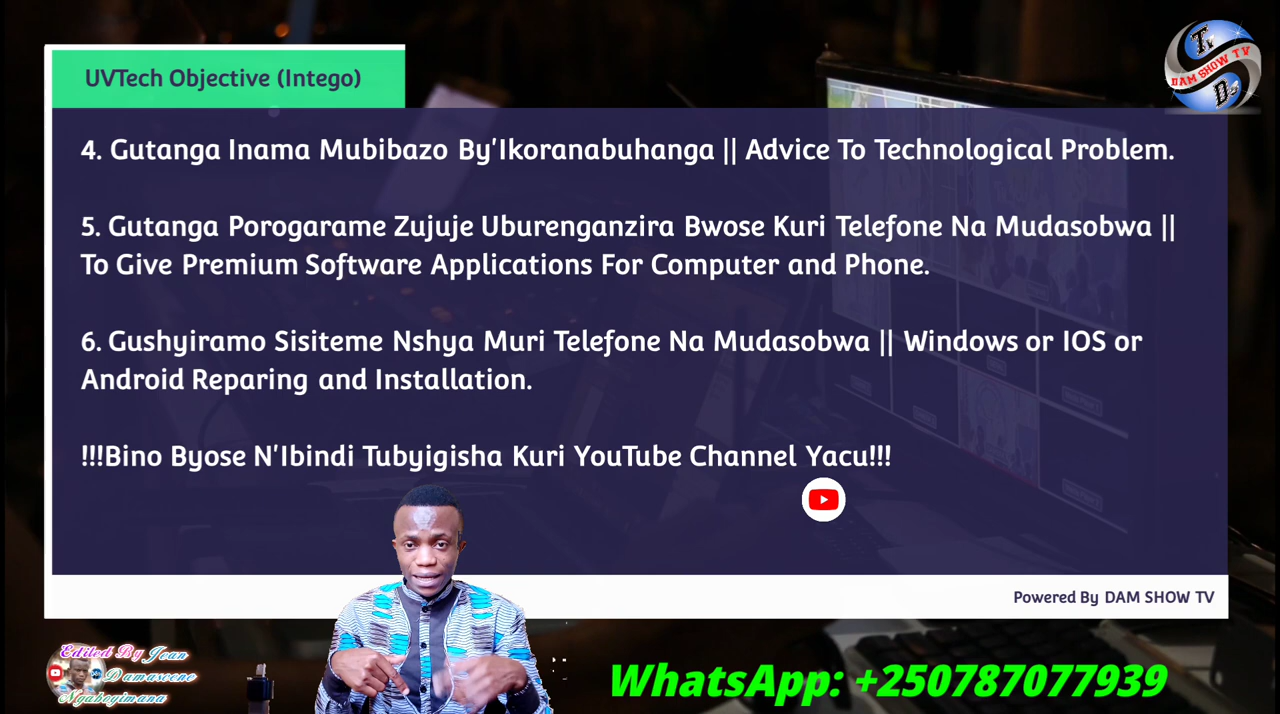 UVTech Objective (Intego)
4. Gutanga Inama Mubibazo By'Ikoranabuhanga || Advice To Technological Problem.
5. Gutanga Porogarame Zujuje Uburenganzira Bwose Kuri Telefone Na Mudasobwa ||
To Give Premium Software Applications For Computer and Phone.
6. Gushyiramo Sisiteme Nshya Muri Telefone Na Mudasobwa || Windows or IOS or
Android Reparing and Installation.
!!!Bino Byose N'Ibindi Tubyigisha Kuri YouTube Channel Yacu!!!
Powered By DAM SHOW TV
Tv
DAM SHOW TV
Ds
Edited By Jean
Damascene
Ngabogimana
WhatsApp: +250787077939